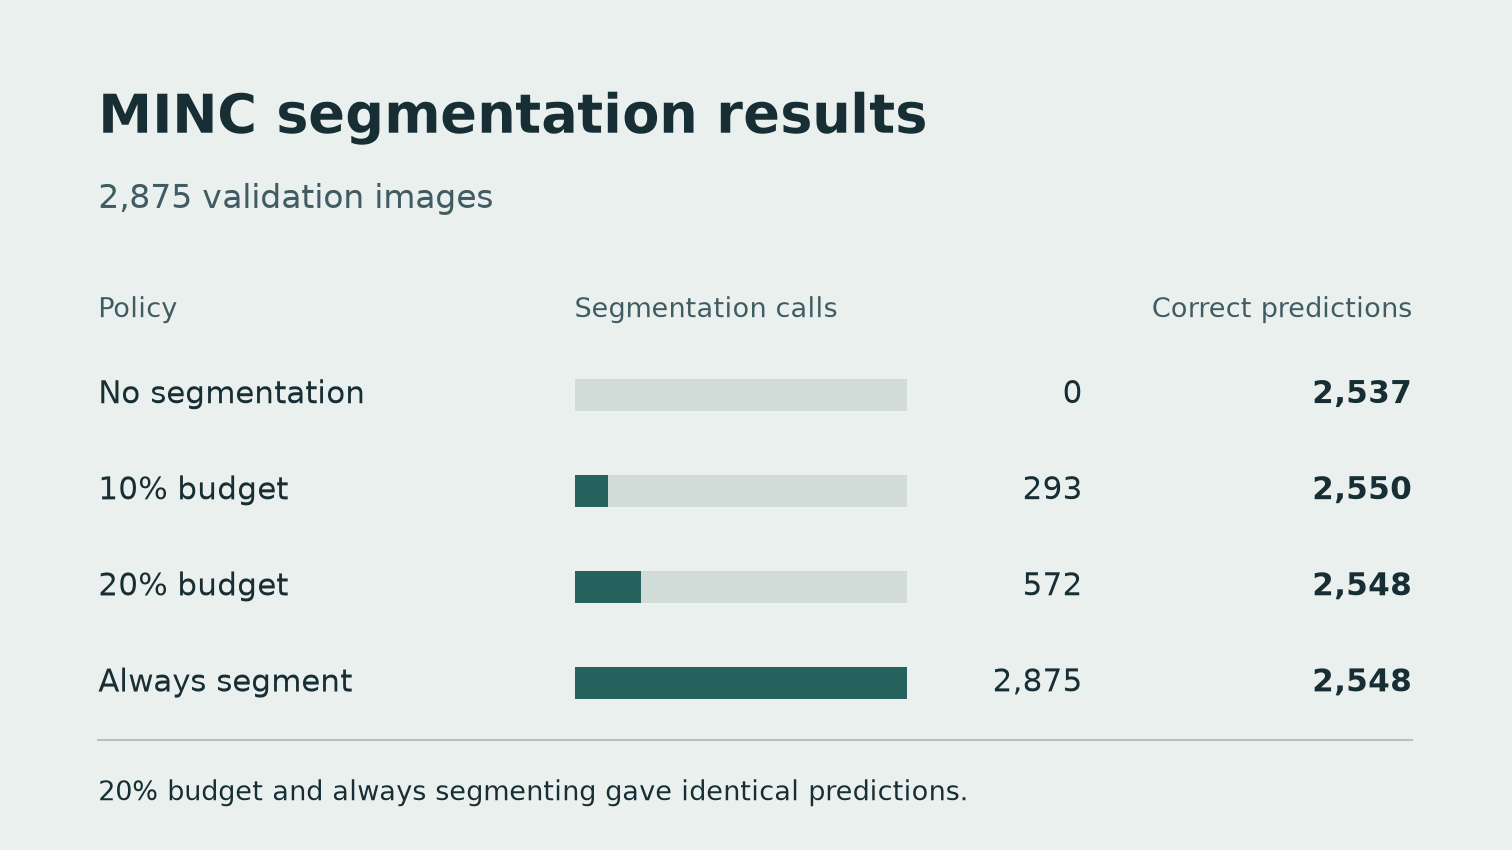 MINC segmentation results
2,875 validation images
Policy Segmentation calls Correct predictions
No segmentation 0 2,537
10% budget 293 2,550
20% budget 572 2,548
Always segment 2,875 2,548
20% budget and always segmenting gave identical predictions.